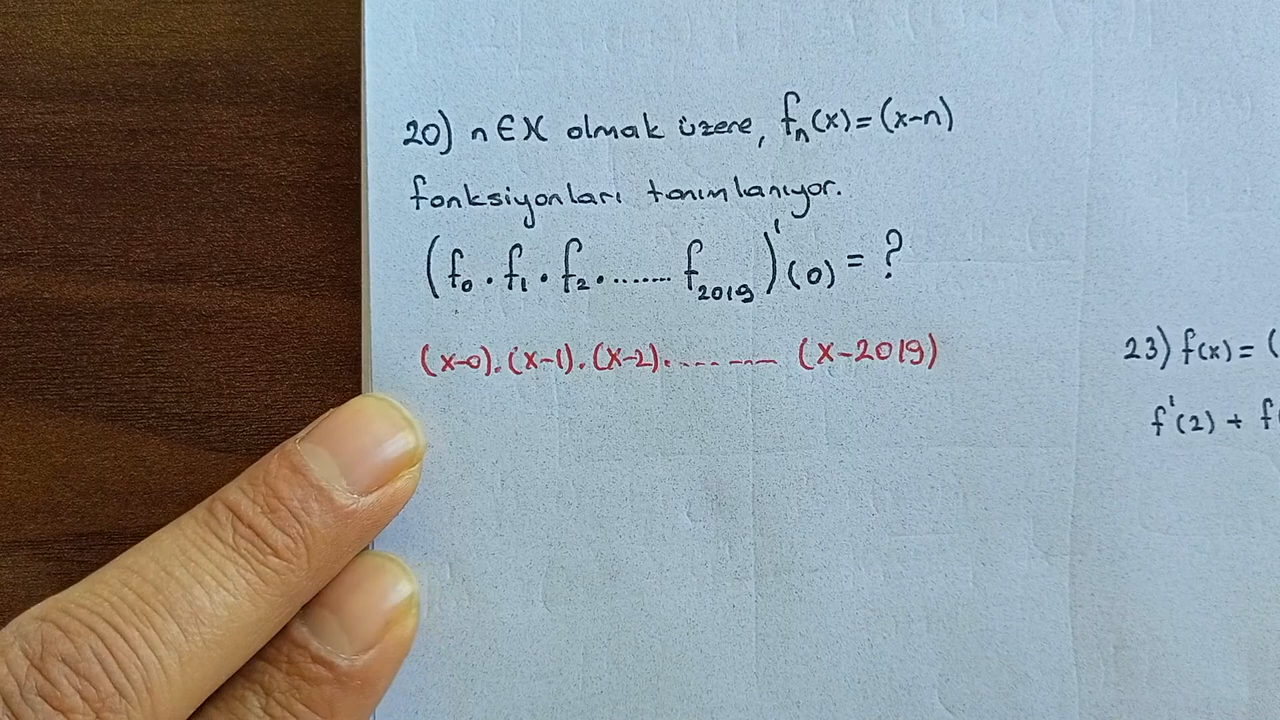 20) n ∈ N olmak üzere, fₙ(x) = (x-n)
fonksiyonları tanımlanıyor.
(f₀ . f₁ . f₂ . ....... f₂₀₁₉)'(0) = ?
(x-0).(x-1).(x-2)......... (x-2019)
23) f(x) = (
f'(2) + f(